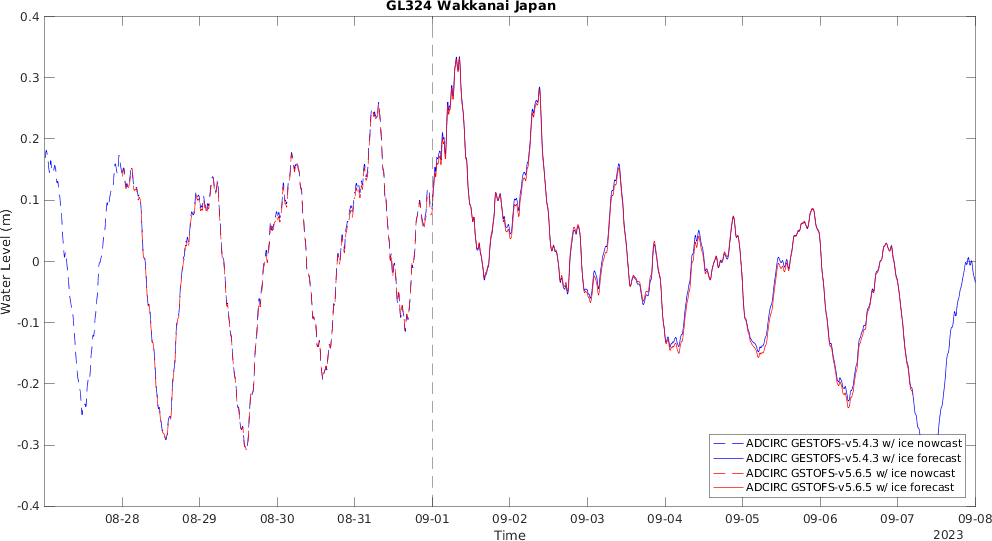 GL324 Wakkanai Japan
0.4
0.3
0.2
0.1
0
-0.1
-0.2
-0.3
-0.4
Water Level (m)
ADCIRC GESTOFS-v5.4.3 w/ ice nowcast
ADCIRC GESTOFS-v5.4.3 w/ ice forecast
ADCIRC GSTOFS-v5.6.5 w/ ice nowcast
ADCIRC GSTOFS-v5.6.5 w/ ice forecast
08-28 08-29 08-30 08-31 09-01 09-02 09-03 09-04 09-05 09-06 09-07 09-08
Time
2023